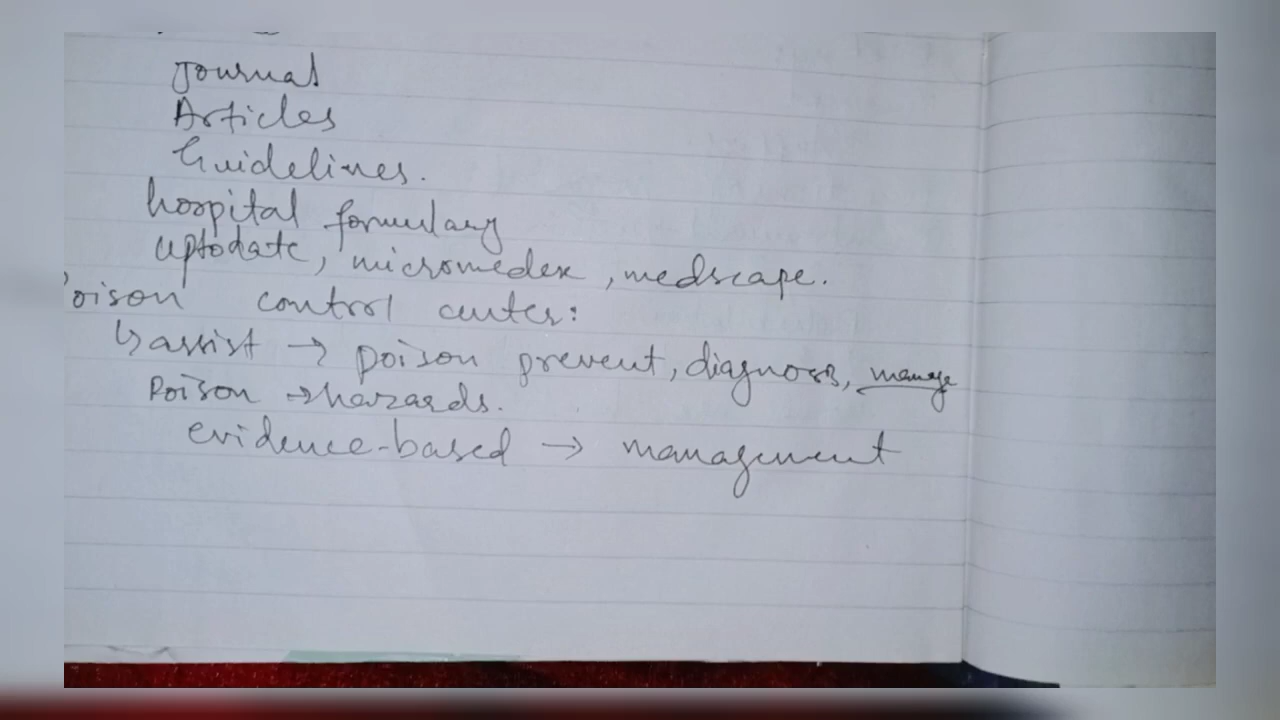 Journal
Articles
Guidelines.
hospital formulary
uptodate, micromedex, medscape.
Poison control center:
↳ assist → poison prevent, diagnosis, manage
Poison → hazards.
evidence-based → management